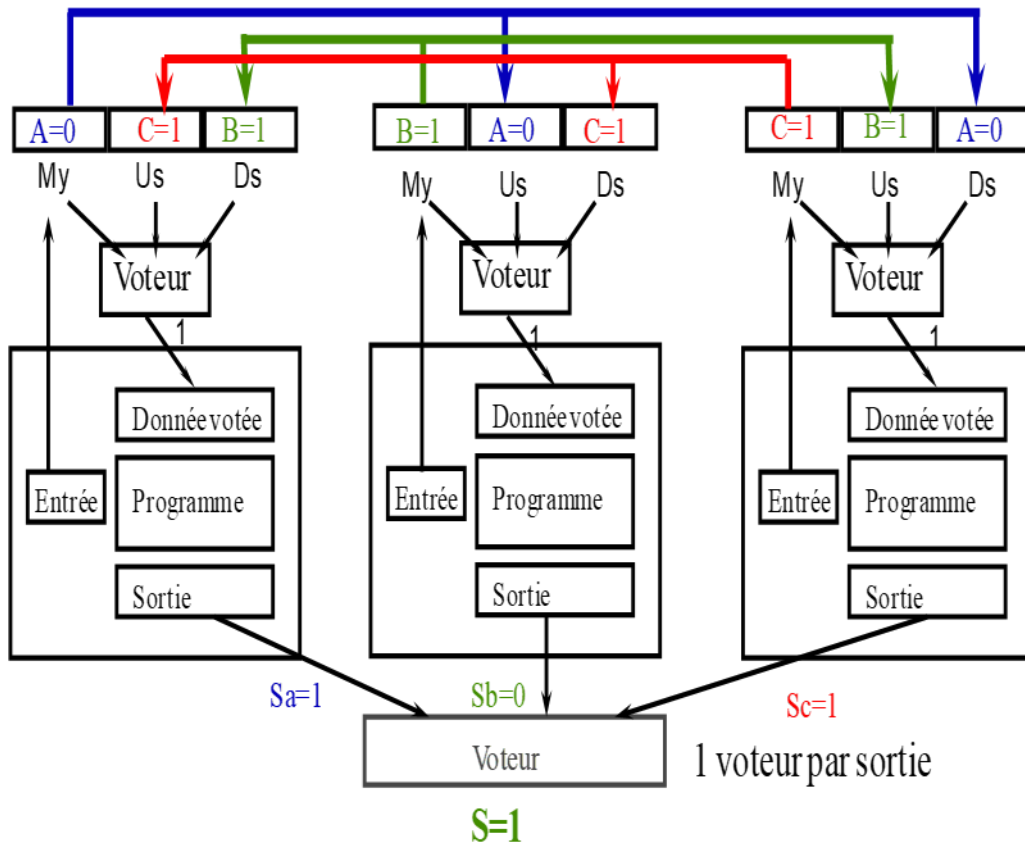 A=0 C=1 B=1
B=1 A=0 C=1
C=1 B=1 A=0
My Us Ds
My Us Ds
My Us Ds
Voteur
Voteur
Voteur
1
1
1
Donnée votée
Entrée
Programme
Sortie
Donnée votée
Entrée
Programme
Sortie
Donnée votée
Entrée
Programme
Sortie
Sa=1
Sb=0
Sc=1
Voteur
1 voteur par sortie
S=1